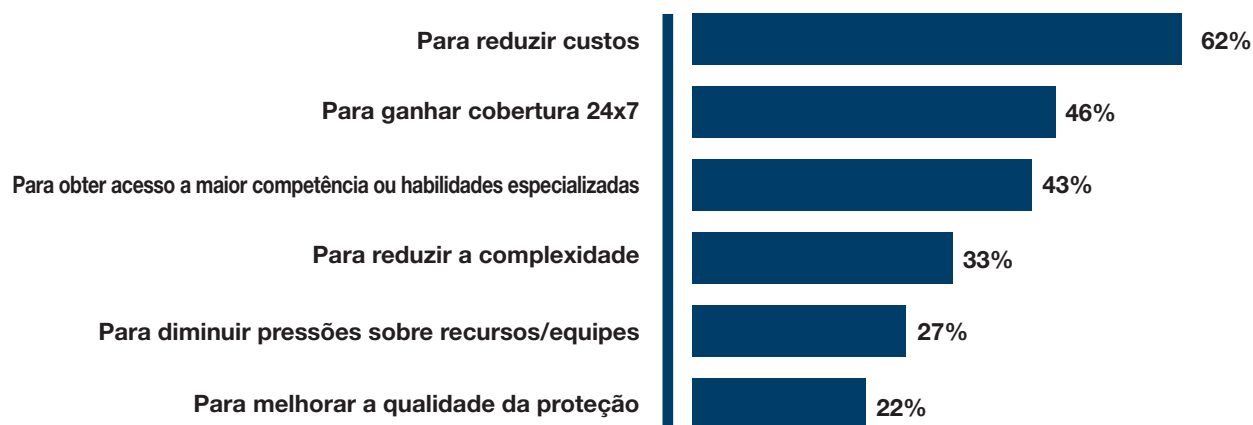 Para reduzir custos 62%
Para ganhar cobertura 24x7 46%
Para obter acesso a maior competência ou habilidades especializadas 43%
Para reduzir a complexidade 33%
Para diminuir pressões sobre recursos/equipes 27%
Para melhorar a qualidade da proteção 22%